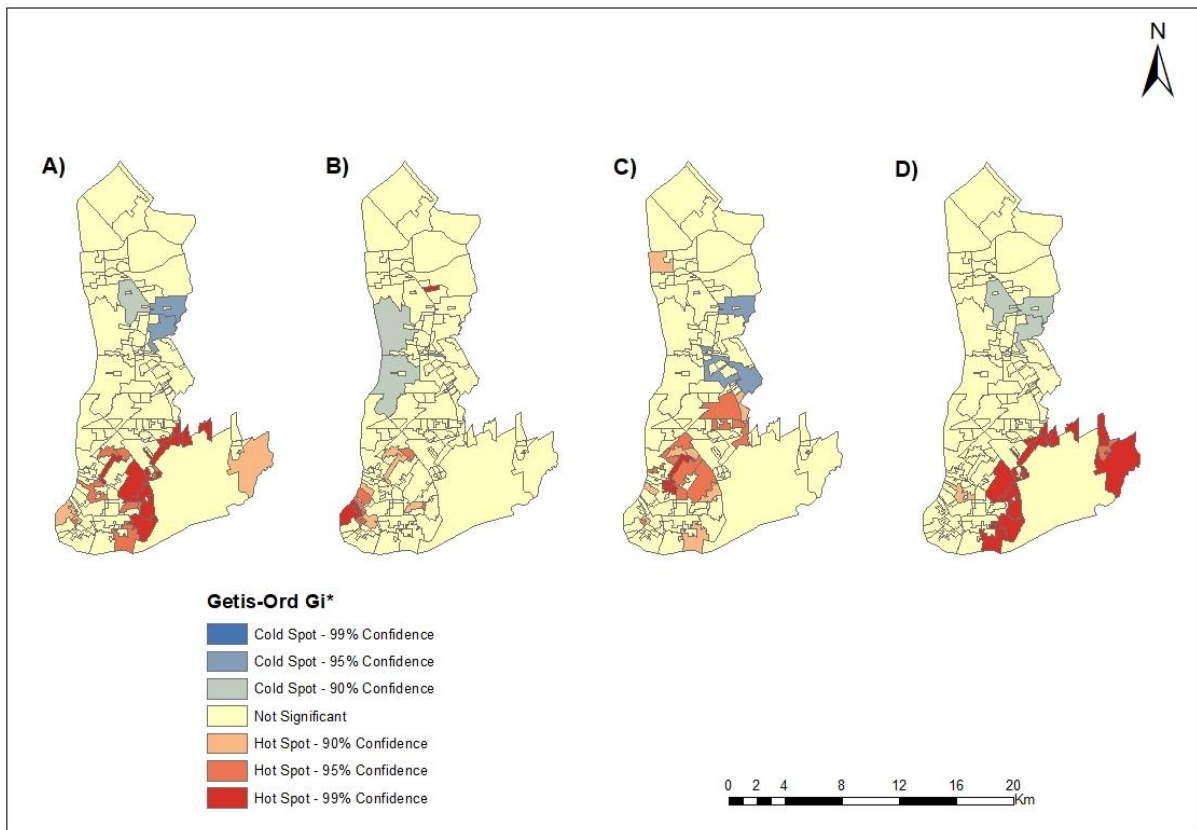 N
A)
B)
C)
D)
Getis-Ord Gi*
Cold Spot - 99% Confidence
Cold Spot - 95% Confidence
Cold Spot - 90% Confidence
Not Significant
Hot Spot - 90% Confidence
Hot Spot - 95% Confidence
Hot Spot - 99% Confidence
0 2 4 8 12 16 20
Km